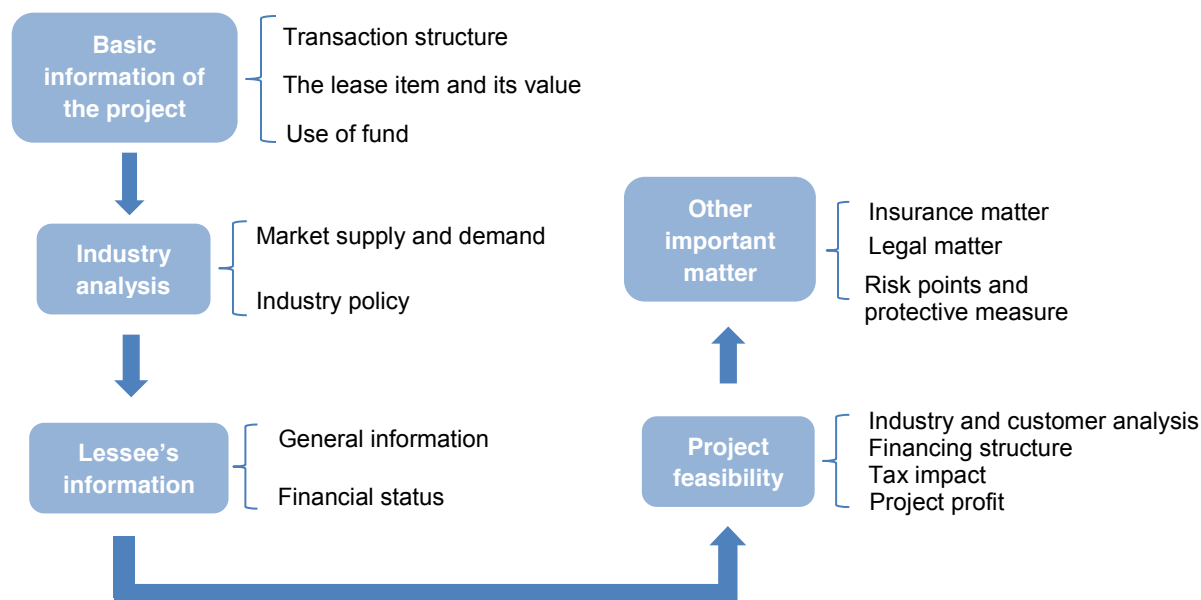 Basic
information of
the project
Transaction structure
The lease item and its value
Use of fund
Industry
analysis
Market supply and demand
Industry policy
Lessee’s
information
General information
Financial status
Project
feasibility
Industry and customer analysis
Financing structure
Tax impact
Project profit
Other
important
matter
Insurance matter
Legal matter
Risk points and
protective measure